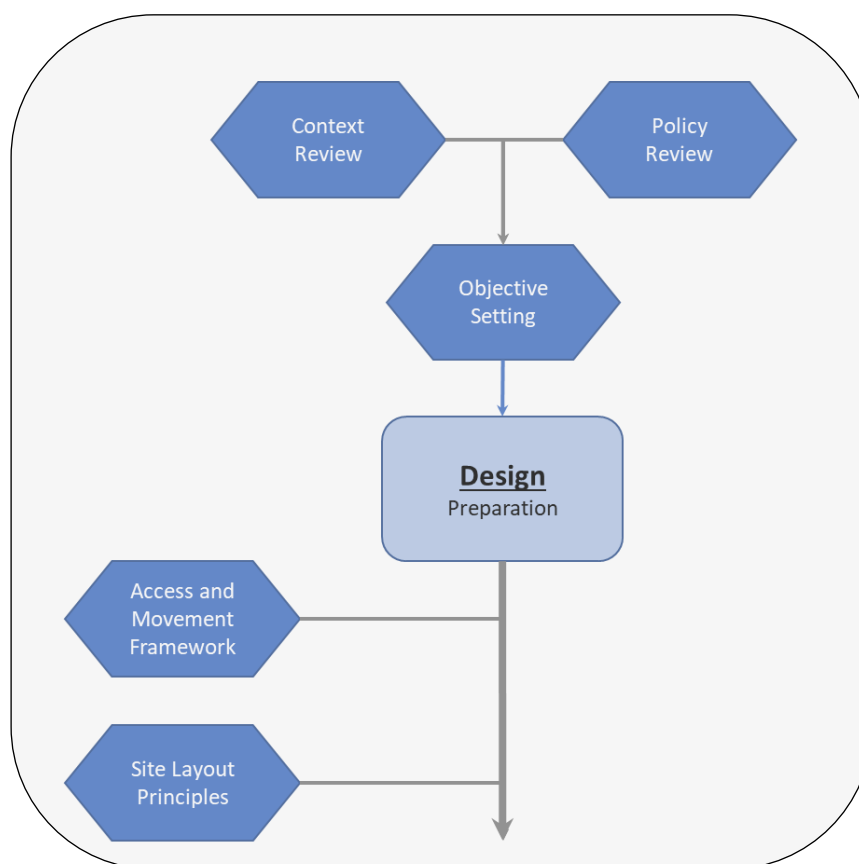 Context
Review
Policy
Review
Objective
Setting
Design
Preparation
Access and
Movement
Framework
Site Layout
Principles